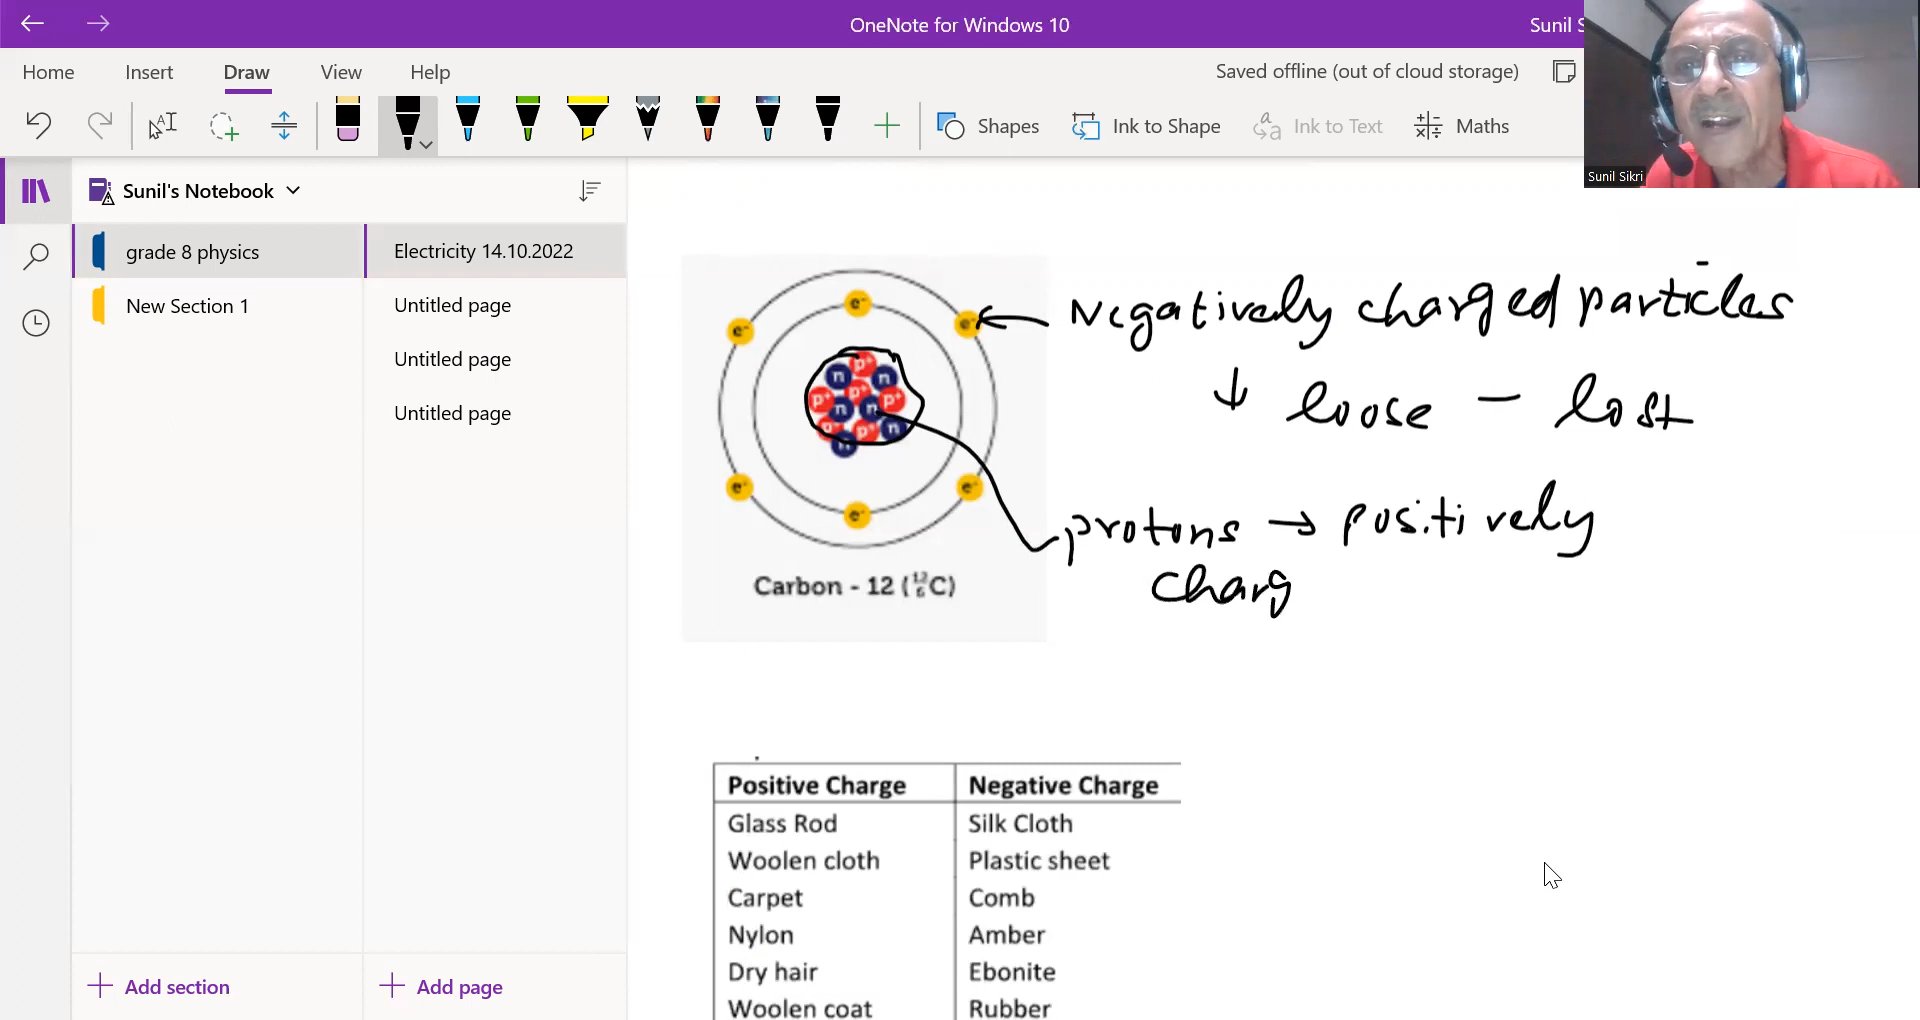 OneNote for Windows 10
Sunil S
Home Insert Draw View Help
Saved offline (out of cloud storage)
Shapes Ink to Shape Ink to Text Maths
Sunil Sikri
Sunil's Notebook
grade 8 physics
New Section 1
Electricity 14.10.2022
Untitled page
Untitled page
Untitled page
Add section
Add page
e⁻ e⁻ e⁻
Negatively charged particles
p⁺
n n
p⁺ p⁺ p⁺
n n
p⁺ p⁺ n
n
↓ loose – lost
e⁻ e⁻ e⁻
protons → positively
charg
Carbon - 12 (¹²₆C)
Positive Charge Negative Charge
Glass Rod Silk Cloth
Woolen cloth Plastic sheet
Carpet Comb
Nylon Amber
Dry hair Ebonite
Woolen coat Rubber